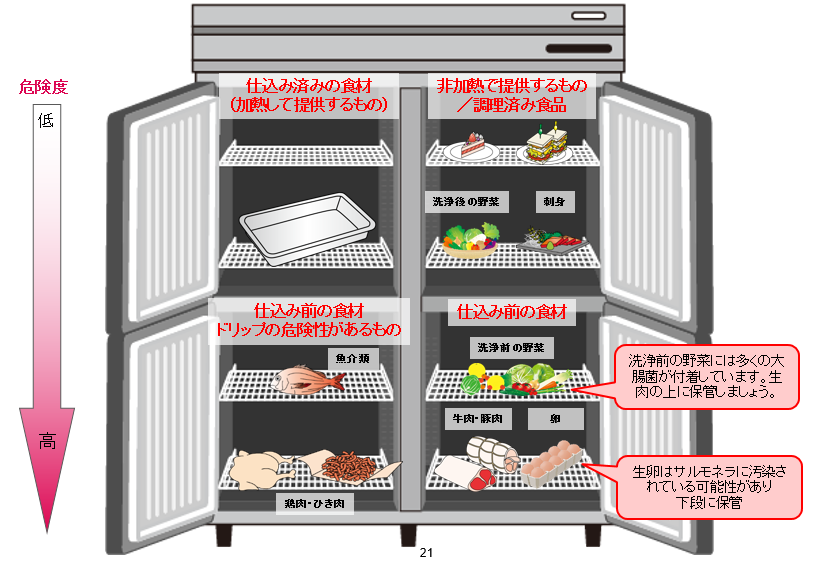 危険度
低
高
仕込み済みの食材
（加熱して提供するもの）
非加熱で提供するもの
／調理済み食品
洗浄後の野菜
刺身
仕込み前の食材
ドリップの危険性があるもの
魚介類
鶏肉・ひき肉
仕込み前の食材
洗浄前の野菜
牛肉・豚肉
卵
洗浄前の野菜には多くの大
腸菌が付着しています。生
肉の上に保管しましょう。
生卵はサルモネラに汚染さ
れている可能性があり
下段に保管
21